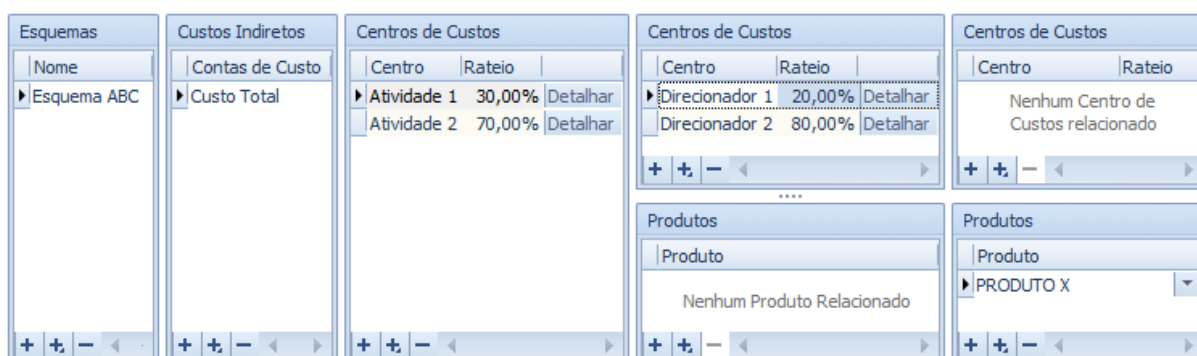 Esquemas
Nome
Esquema ABC
Custos Indiretos
Contas de Custo
Custo Total
Centros de Custos
Centro Rateio
Atividade 1 30,00% Detalhar
Atividade 2 70,00% Detalhar
Centros de Custos
Centro Rateio
Direcionador 1 20,00% Detalhar
Direcionador 2 80,00% Detalhar
Produtos
Produto
Nenhum Produto Relacionado
Centros de Custos
Centro Rateio
Nenhum Centro de
Custos relacionado
Produtos
Produto
PRODUTO X